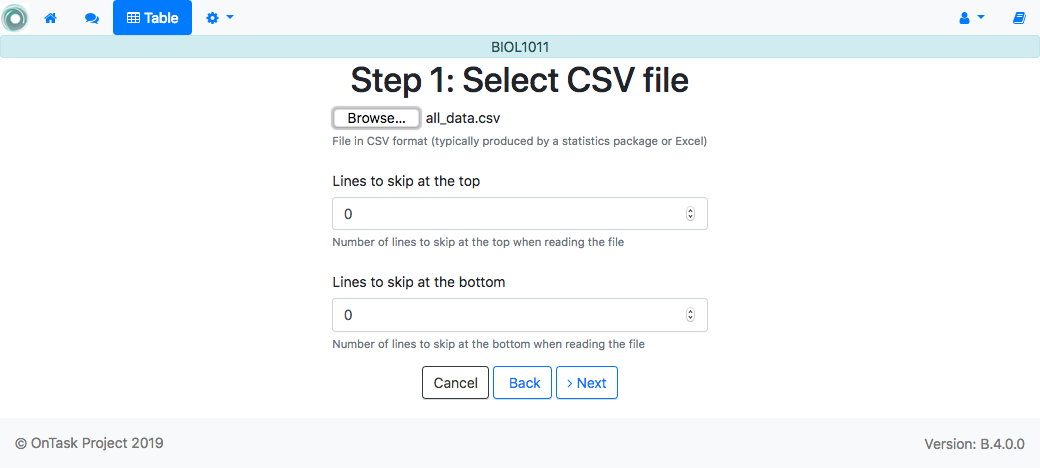 Table
BIOL1011
Step 1: Select CSV file
Browse... all_data.csv
File in CSV format (typically produced by a statistics package or Excel)
Lines to skip at the top
0
Number of lines to skip at the top when reading the file
Lines to skip at the bottom
0
Number of lines to skip at the bottom when reading the file
Cancel Back › Next
© OnTask Project 2019 Version: B.4.0.0